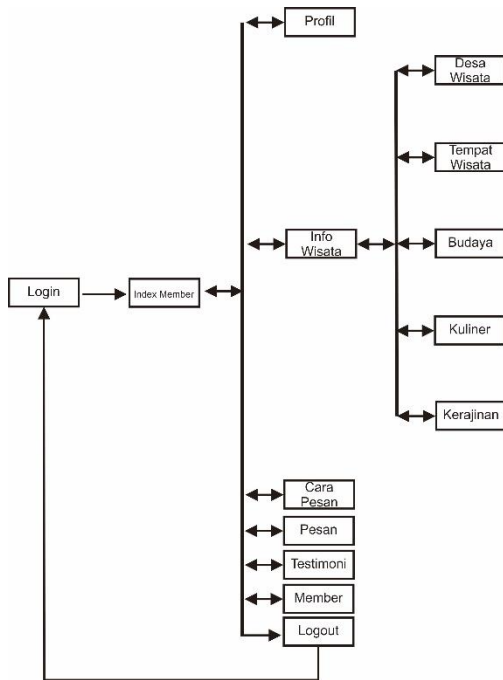 Profil
Desa
Wisata
Tempat
Wisata
Info
Wisata
Budaya
Login
Index Member
Kuliner
Kerajinan
Cara
Pesan
Pesan
Testimoni
Member
Logout